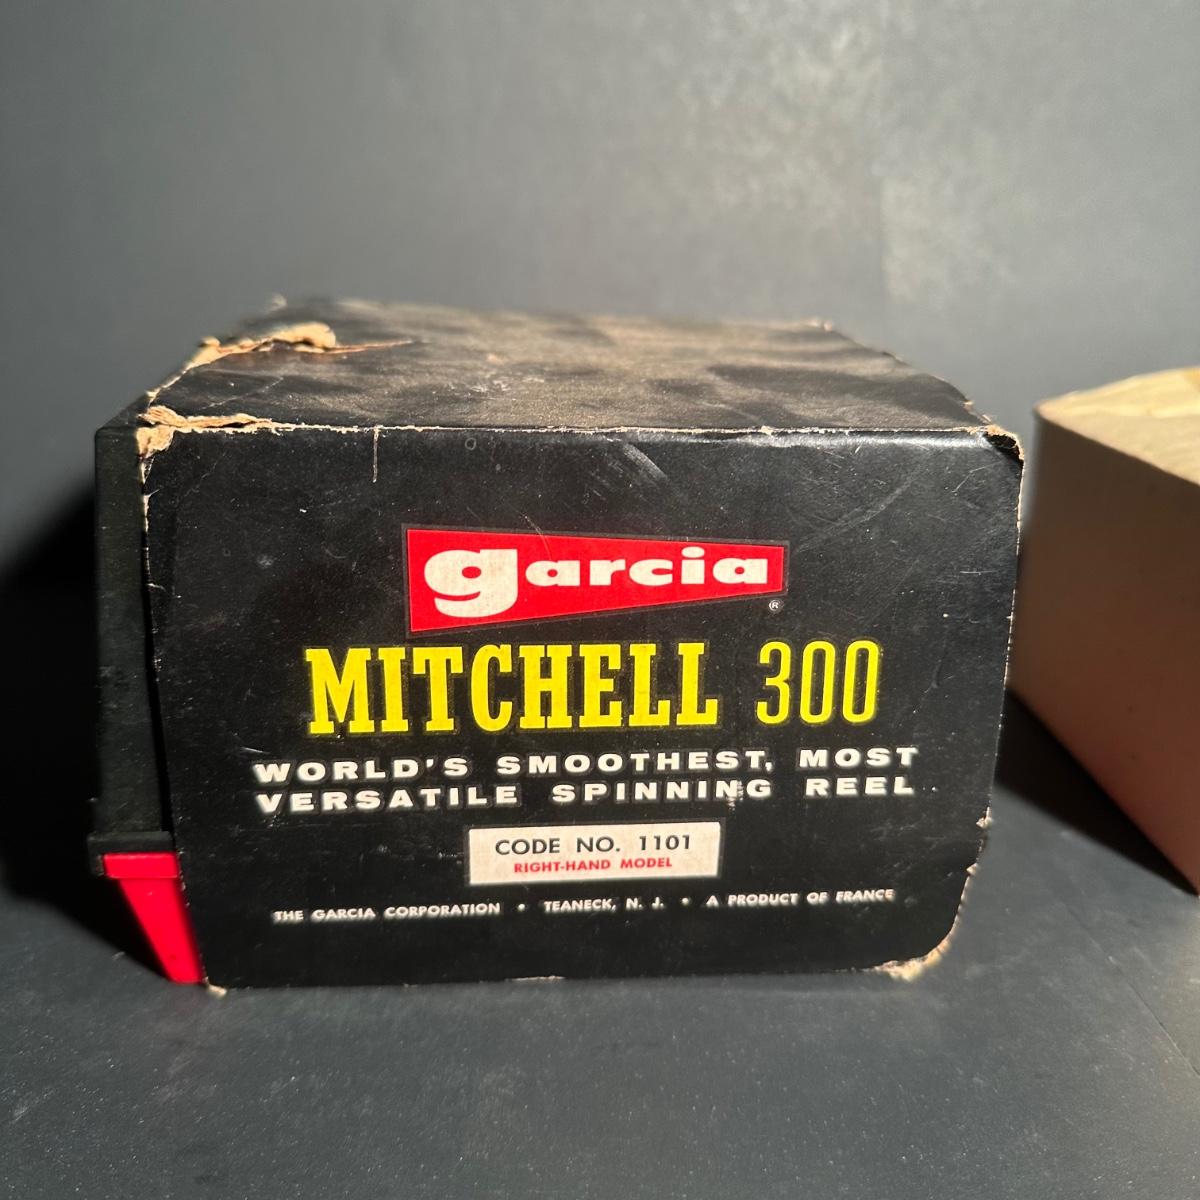 garcia
®
MITCHELL 300
WORLD'S SMOOTHEST, MOST
VERSATILE SPINNING REEL
CODE NO. 1101
RIGHT-HAND MODEL
THE GARCIA CORPORATION • TEANECK, N. J. • A PRODUCT OF FRANCE